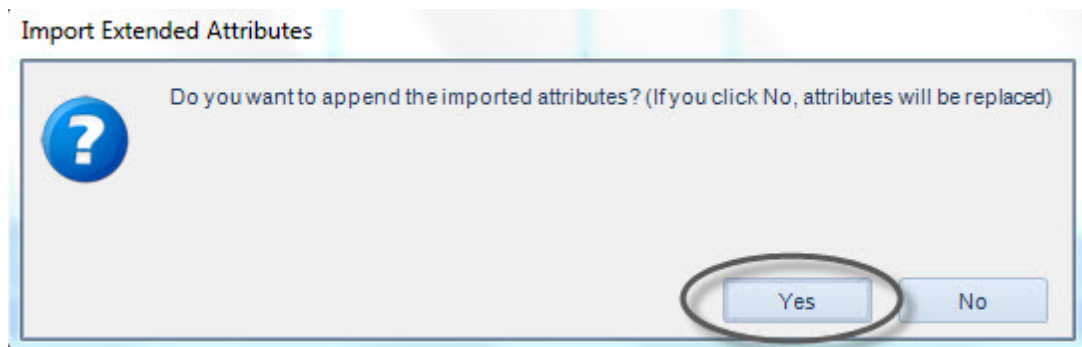 Import Extended Attributes
Do you want to append the imported attributes? (If you click No, attributes will be replaced)
Yes
No